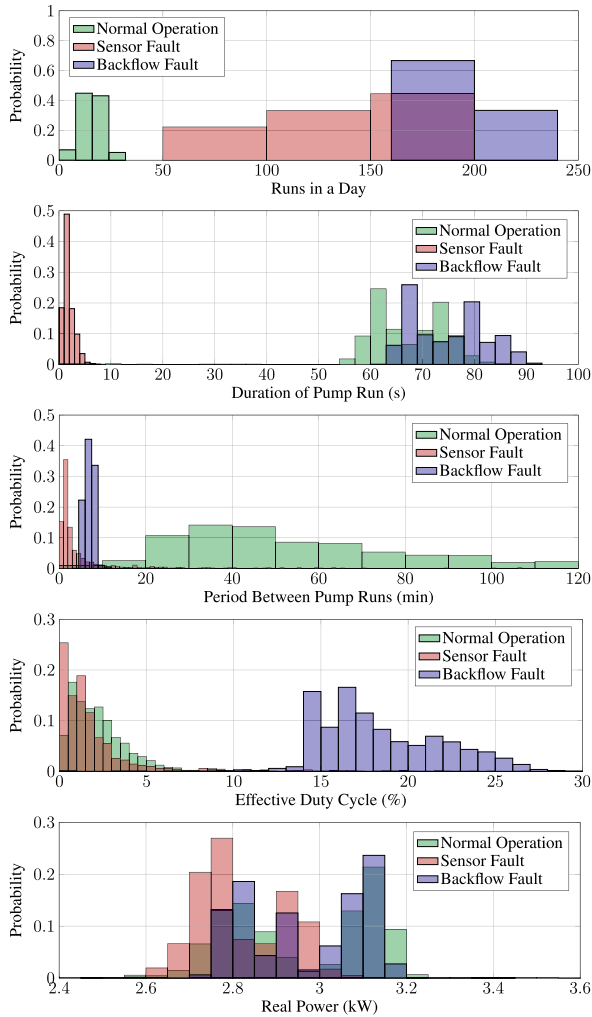 1
0.8
0.6
0.4
0.2
0
Probability
Normal Operation
Sensor Fault
Backflow Fault
0 50 100 150 200 250
Runs in a Day
0.5
0.4
0.3
0.2
0.1
0
Probability
Normal Operation
Sensor Fault
Backflow Fault
0 10 20 30 40 50 60 70 80 90 100
Duration of Pump Run (s)
0.5
0.4
0.3
0.2
0.1
0
Probability
Normal Operation
Sensor Fault
Backflow Fault
0 20 40 60 80 100 120
Period Between Pump Runs (min)
0.3
0.2
0.1
0
Probability
Normal Operation
Sensor Fault
Backflow Fault
0 5 10 15 20 25 30
Effective Duty Cycle (%)
0.3
0.2
0.1
0
Probability
Normal Operation
Sensor Fault
Backflow Fault
2.4 2.6 2.8 3 3.2 3.4 3.6
Real Power (kW)